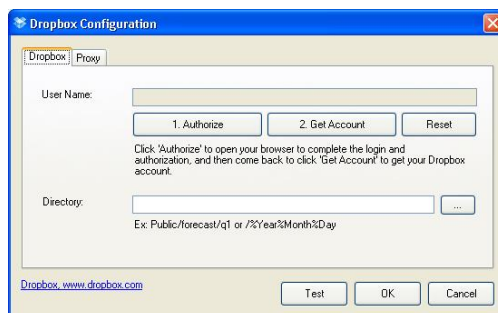 Dropbox Configuration
Dropbox Proxy
User Name:
1. Authorize 2. Get Account Reset
Click 'Authorize' to open your browser to complete the login and
authorization, and then come back to click 'Get Account' to get your Dropbox
account.
Directory: ...
Ex: Public/forecast/q1 or /%Year%Month%Day
Dropbox, www.dropbox.com
Test OK Cancel